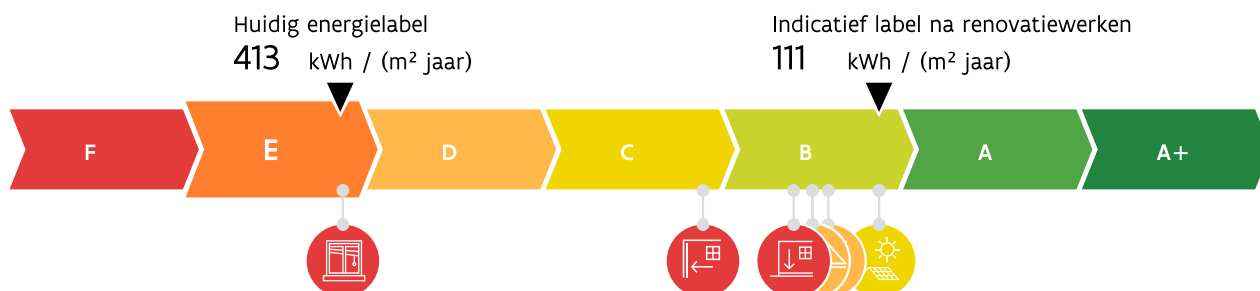 Huidig energielabel
413 kWh / (m² jaar)
Indicatief label na renovatiewerken
111 kWh / (m² jaar)
F E D C B A A+